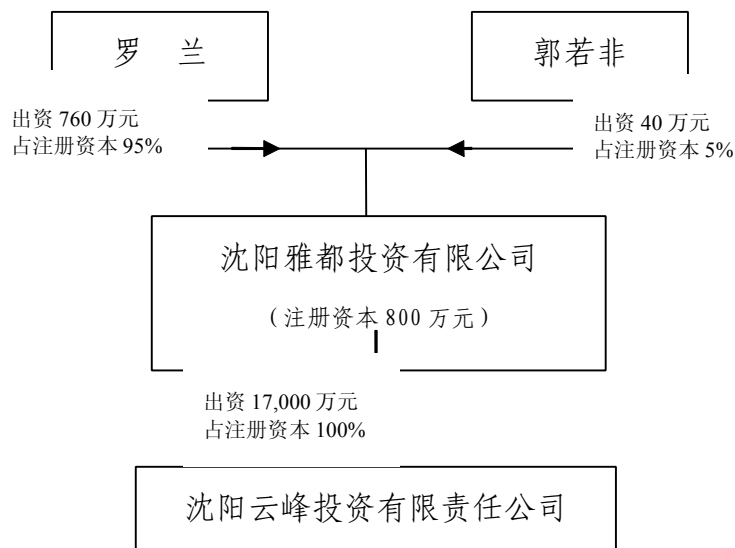 罗 兰
郭若非
出资 760 万元
占注册资本 95%
出资 40 万元
占注册资本 5%
沈阳雅都投资有限公司
（注册资本 800 万元）
出资 17,000 万元
占注册资本 100%
沈阳云峰投资有限责任公司